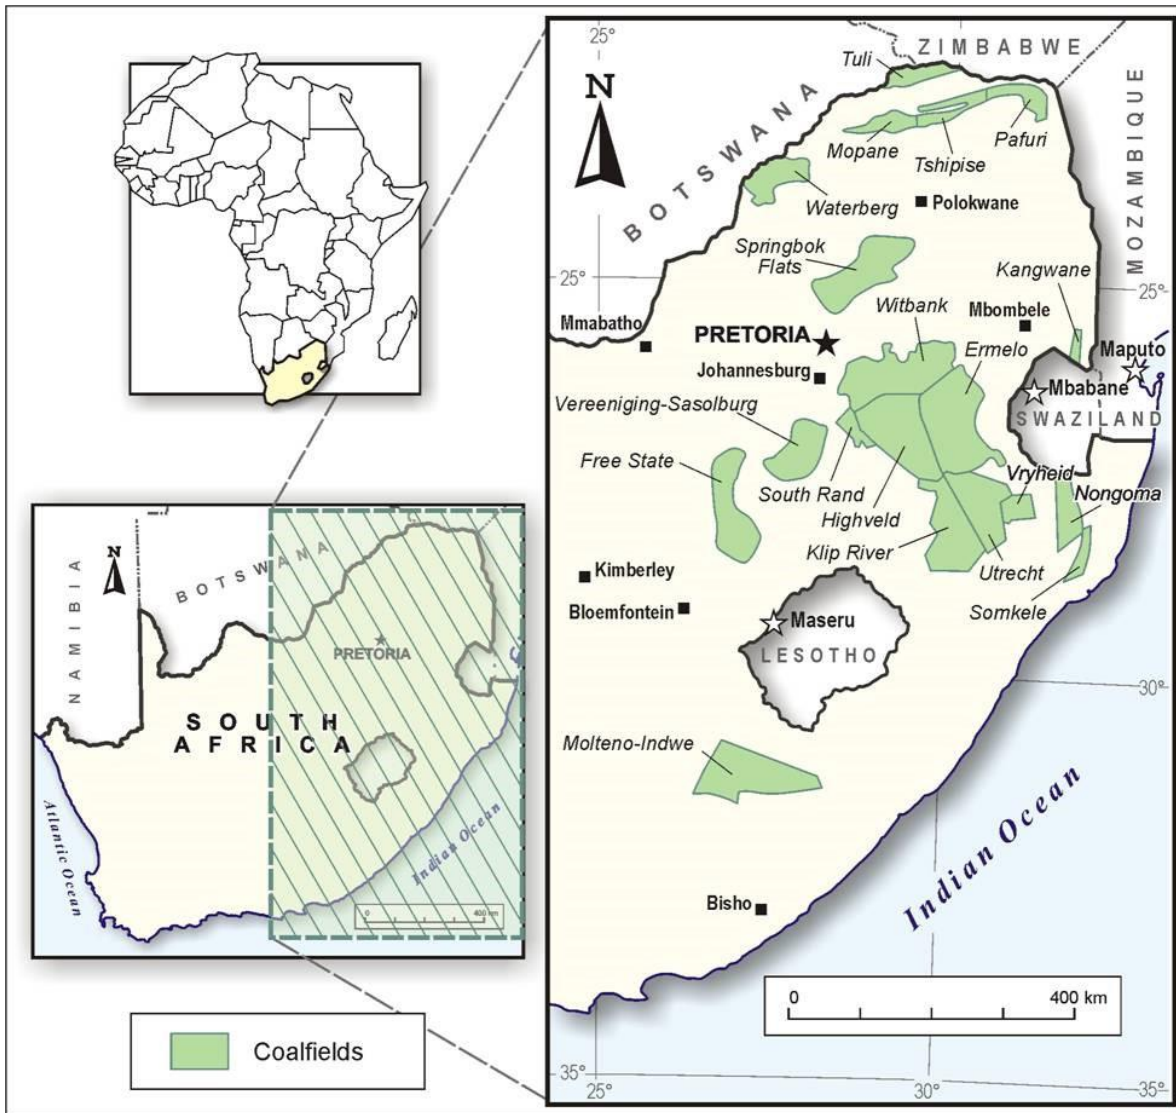 25°
ZIMBABWE
Tuli
N
MOZAMBIQUE
BOTSWANA
Pafuri
Mopane
Tshipise
Waterberg
Polokwane
Springbok
Flats
Kangwane
25°
25°
Witbank
Mbombele
Mmabatho
PRETORIA
Ermelo
Maputo
Johannesburg
Mbabane
Vereeniging-Sasolburg
SWAZILAND
Free State
Vryheid
South Rand
Nongoma
Highveld
Klip River
Kimberley
Utrecht
Bloemfontein
Somkele
Maseru
LESOTHO
30°
Molteno-Indwe
Indian Ocean
Bisho
0 400 km
35°
35°
25°
30°
N
NAMIBIA
BOTSWANA
PRETORIA
SOUTH
AFRICA
Atlantic Ocean
Indian Ocean
0 400 km
Coalfields